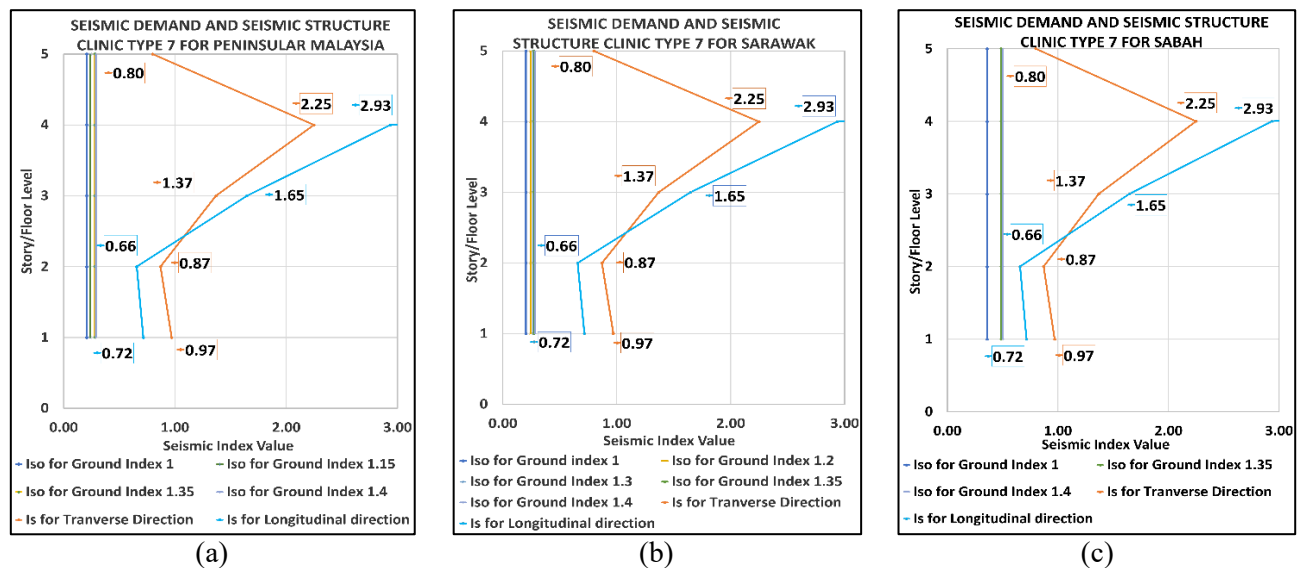 SEISMIC DEMAND AND SEISMIC STRUCTURE
CLINIC TYPE 7 FOR PENINSULAR MALAYSIA
5
4
3
2
1
0
Story/Floor Level
0.80
2.25
2.93
1.37
1.65
0.66
0.87
0.72
0.97
0.00
1.00
2.00
3.00
Seismic Index Value
Iso for Ground Index 1
Iso for Ground Index 1.15
Iso for Ground Index 1.35
Iso for Ground Index 1.4
Is for Tranverse Direction
Is for Longitudinal direction
(a)
SEISMIC DEMAND AND SEISMIC
STRUCTURE CLINIC TYPE 7 FOR SARAWAK
5
4
3
2
1
0
Story/Floor Level
0.80
2.25
2.93
1.37
1.65
0.66
0.87
0.72
0.97
0.00
1.00
2.00
3.00
Seismic Index Value
Iso for Ground index 1
Iso for Ground Index 1.2
Iso for Ground Index 1.3
Iso for Ground Index 1.35
Iso for Ground Index 1.4
Is for Tranverse Direction
Is for Longitudinal direction
(b)
SEISMIC DEMAND AND SEISMIC STRUCTURE
CLINIC TYPE 7 FOR SABAH
5
4
3
2
1
0
Story/Floor Level
0.80
2.25
2.93
1.37
1.65
0.66
0.87
0.72
0.97
0.00
1.00
2.00
3.00
Seismic Index Value
Iso for Ground Index 1
Iso for Ground Index 1.35
Iso for Ground Index 1.4
Is for Tranverse Direction
Is for Longitudinal direction
(c)